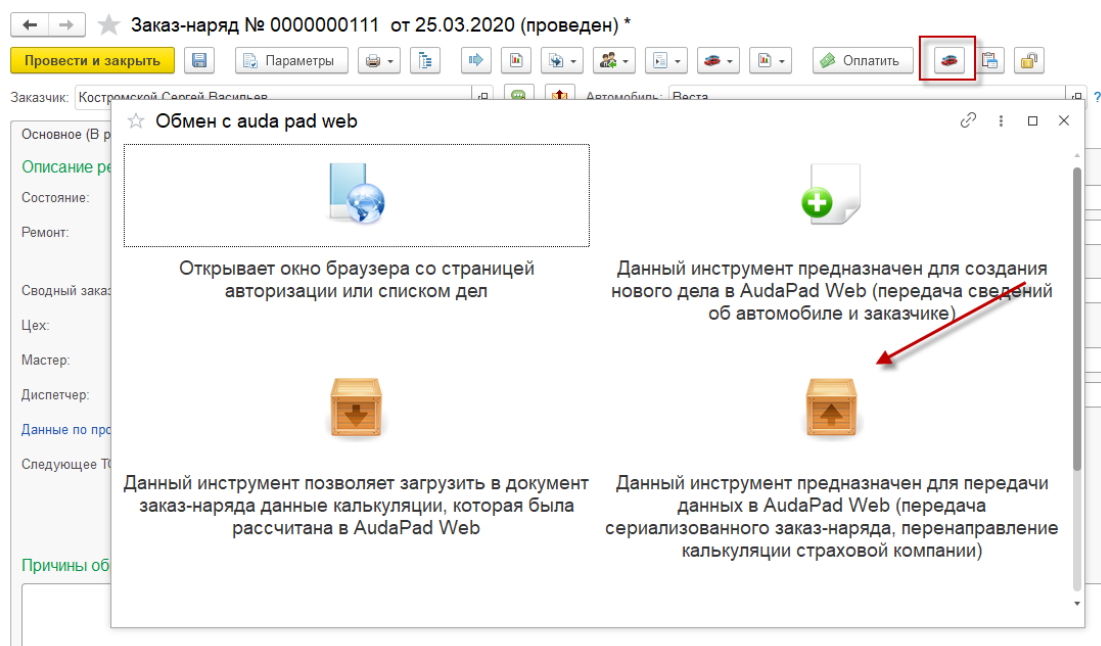 Заказ-наряд № 0000000111 от 25.03.2020 (проведен) *
Провести и закрыть
Параметры
Оплатить
Заказчик: Костромской Сергей Васильев
Автомобиль: Веста
?
Основное (В р
Обмен с auda pad web
Описание ре
Состояние:
Ремонт:
Сводный заказ
Цех:
Мастер:
Диспетчер:
Данные по про
Следующее ТО
Причины об
Открывает окно браузера со страницей
авторизации или списком дел
Данный инструмент предназначен для создания
нового дела в AudaPad Web (передача сведений
об автомобиле и заказчике)
Данный инструмент позволяет загрузить в документ
заказ-наряда данные калькуляции, которая была
рассчитана в AudaPad Web
Данный инструмент предназначен для передачи
данных в AudaPad Web (передача
сериализованного заказ-наряда, перенаправление
калькуляции страховой компании)